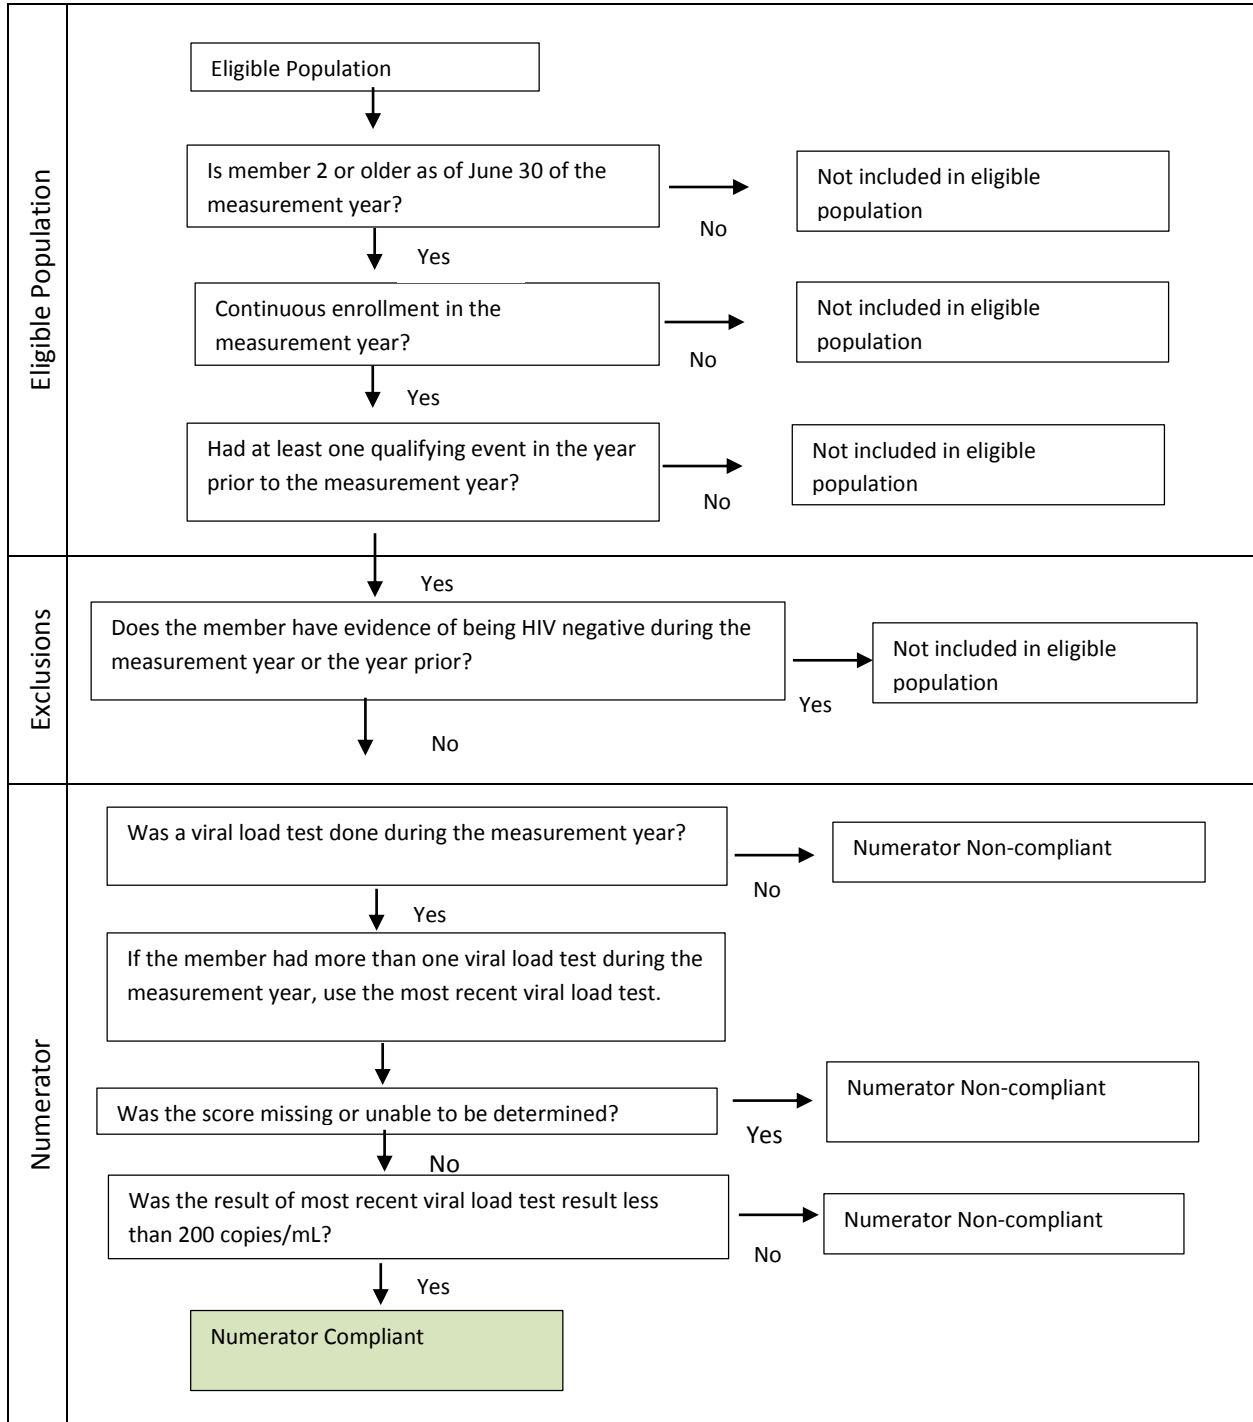 Eligible Population
Eligible Population
Is member 2 or older as of June 30 of the
measurement year?
No
Not included in eligible
population
Yes
Continuous enrollment in the
measurement year?
No
Not included in eligible
population
Yes
Had at least one qualifying event in the year
prior to the measurement year?
No
Not included in eligible
population
Yes
Exclusions
Does the member have evidence of being HIV negative during the
measurement year or the year prior?
Yes
Not included in eligible
population
No
Numerator
Was a viral load test done during the measurement year?
No
Numerator Non-compliant
Yes
If the member had more than one viral load test during the
measurement year, use the most recent viral load test.
Was the score missing or unable to be determined?
Yes
Numerator Non-compliant
No
Was the result of most recent viral load test result less
than 200 copies/mL?
No
Numerator Non-compliant
Yes
Numerator Compliant